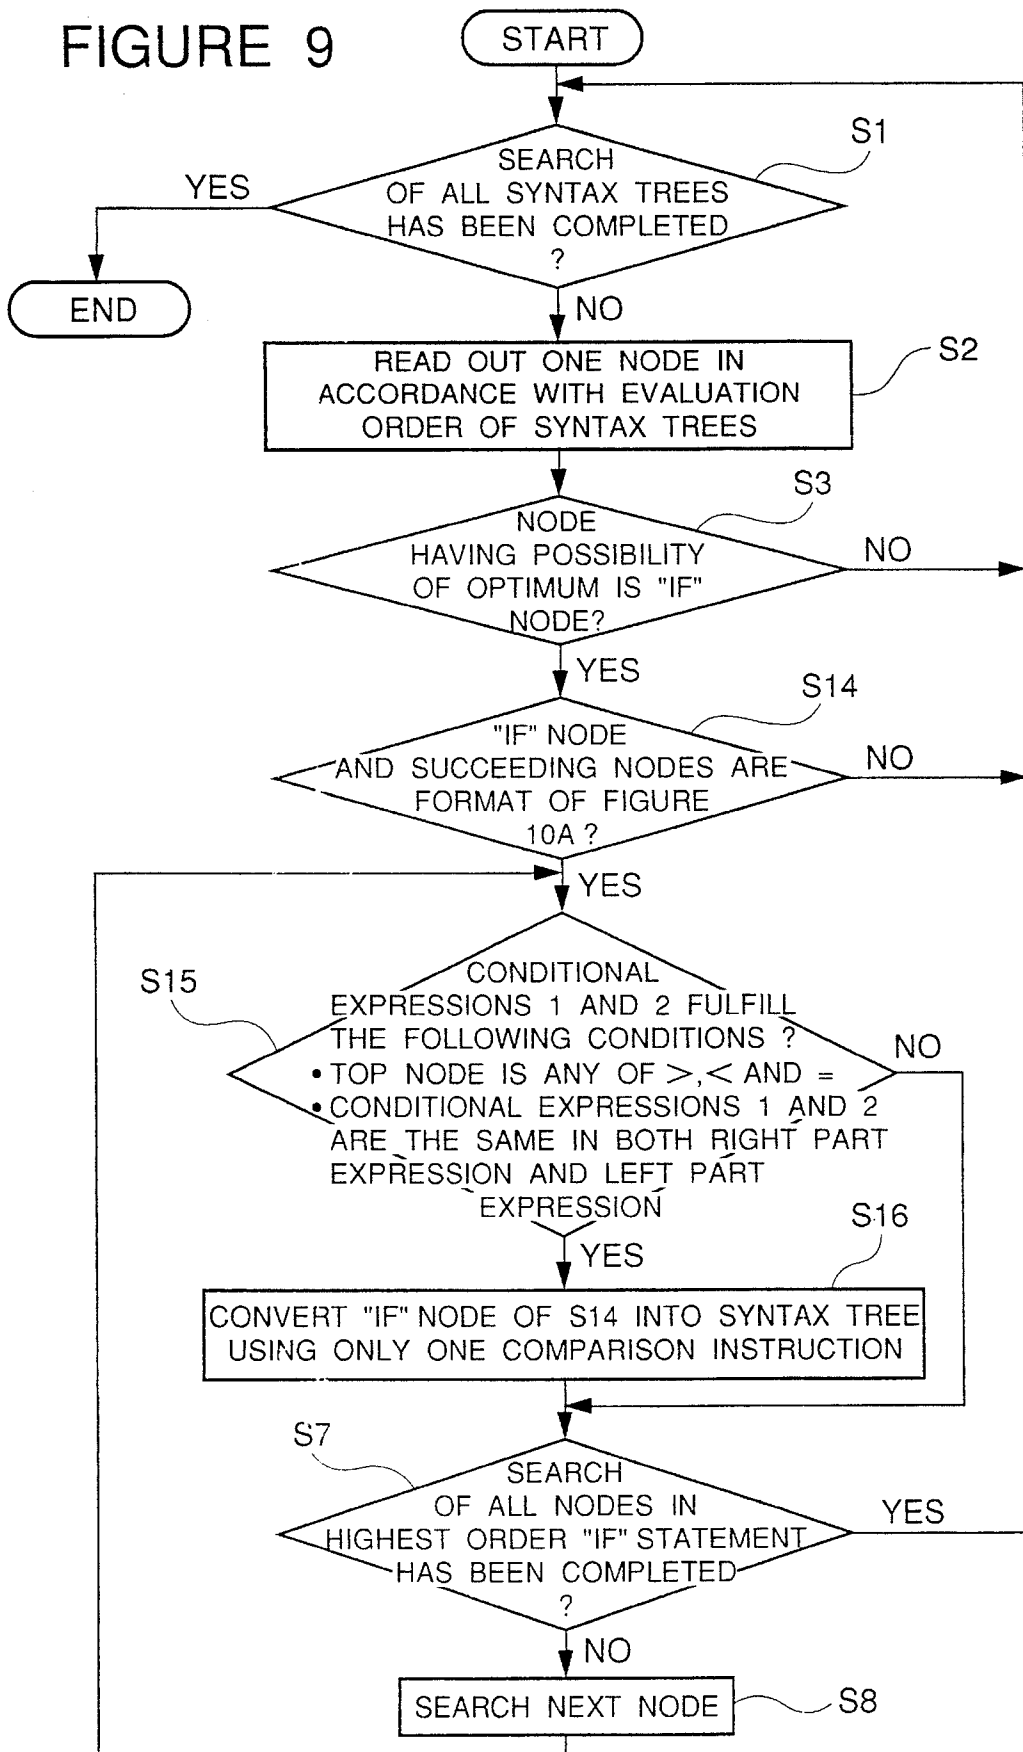 FIGURE 9
START
S1
SEARCH
OF ALL SYNTAX TREES
HAS BEEN COMPLETED
?
YES
END
NO
S2
READ OUT ONE NODE IN
ACCORDANCE WITH EVALUATION
ORDER OF SYNTAX TREES
S3
NODE
HAVING POSSIBILITY
OF OPTIMUM IS "IF"
NODE?
NO
YES
S14
"IF" NODE
AND SUCCEEDING NODES ARE
FORMAT OF FIGURE
10A ?
NO
YES
S15
CONDITIONAL
EXPRESSIONS 1 AND 2 FULFILL
THE FOLLOWING CONDITIONS ?
• TOP NODE IS ANY OF >,< AND =
• CONDITIONAL EXPRESSIONS 1 AND 2
ARE THE SAME IN BOTH RIGHT PART
EXPRESSION AND LEFT PART
EXPRESSION
NO
YES
S16
CONVERT "IF" NODE OF S14 INTO SYNTAX TREE
USING ONLY ONE COMPARISON INSTRUCTION
S7
SEARCH
OF ALL NODES IN
HIGHEST ORDER "IF" STATEMENT
HAS BEEN COMPLETED
?
YES
NO
SEARCH NEXT NODE
S8